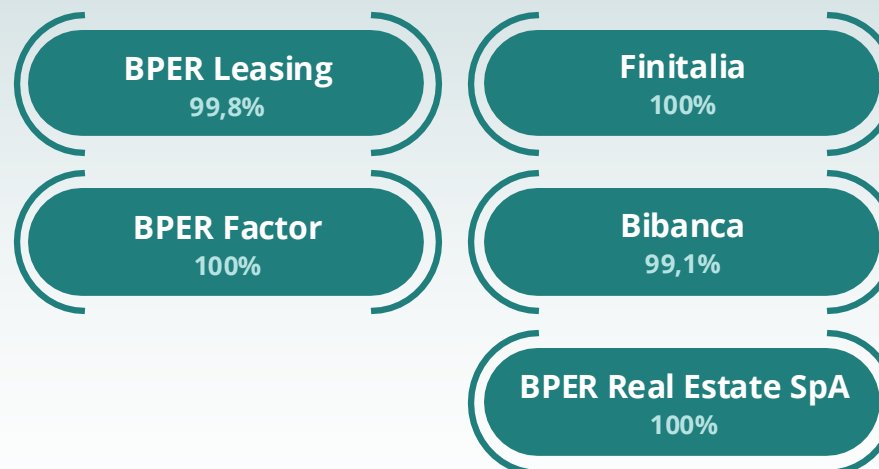 BPER Leasing
99,8%
Finitalia
100%
BPER Factor
100%
Bibanca
99,1%
BPER Real Estate SpA
100%